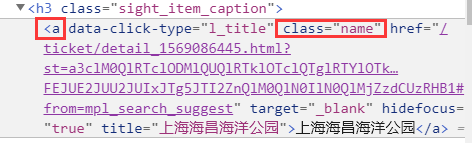 ▼<h3 class="sight_item_caption">
<a data-click-type="l_title" class="name" href="/
ticket/detail_1569086445.html?
st=a3clM0QlRTclODMlQUQlRTklOTclQTglRTYlOTk…
FEJUE2JUU2JUIxJTg5JTI2ZnQlM0QlN0IlN0QlMjZzdCUzRHB1#
from=mpl_search_suggest" target="_blank" hidefocus=
"true" title="上海海昌海洋公园">上海海昌海洋公园</a> ==